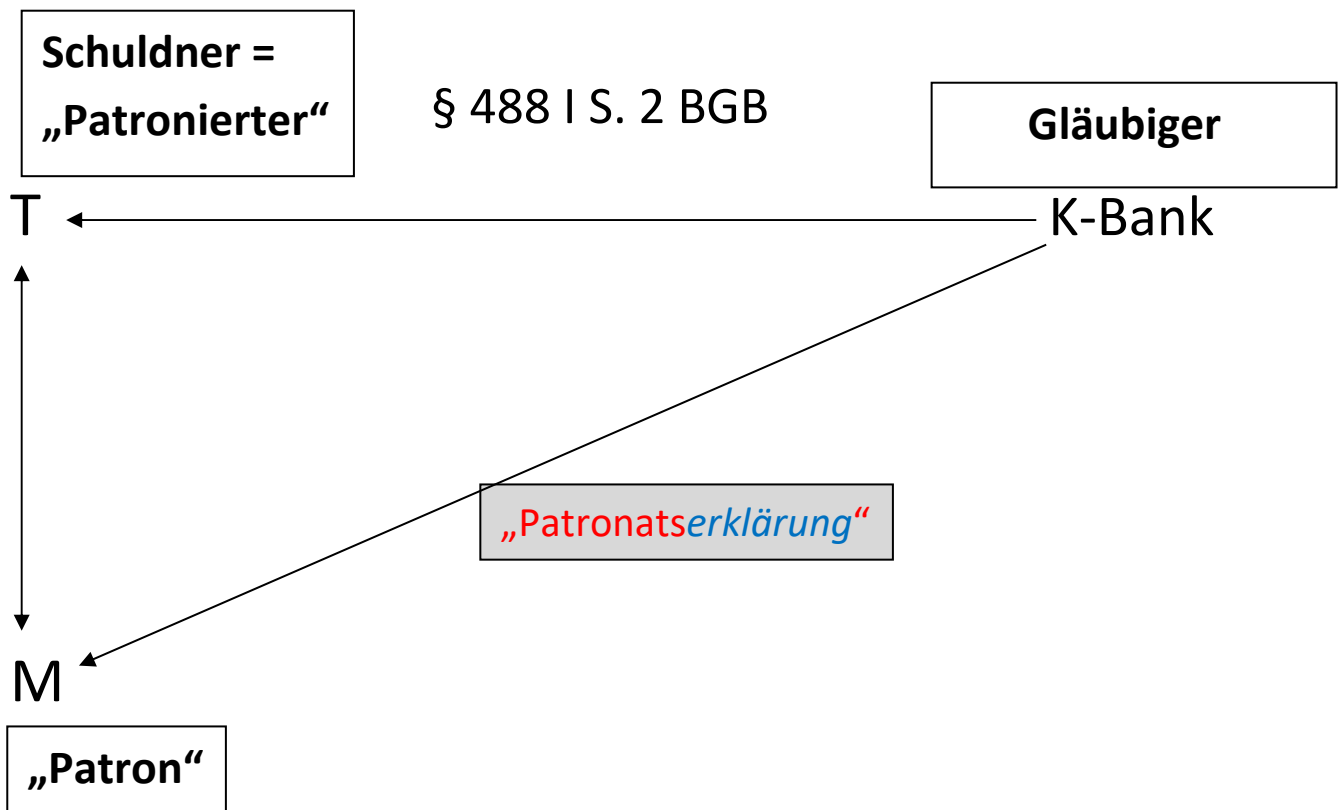 Schuldner =
„Patronierter“
§ 488 I S. 2 BGB
Gläubiger
T
K-Bank
„Patronatserklärung“
M
„Patron“